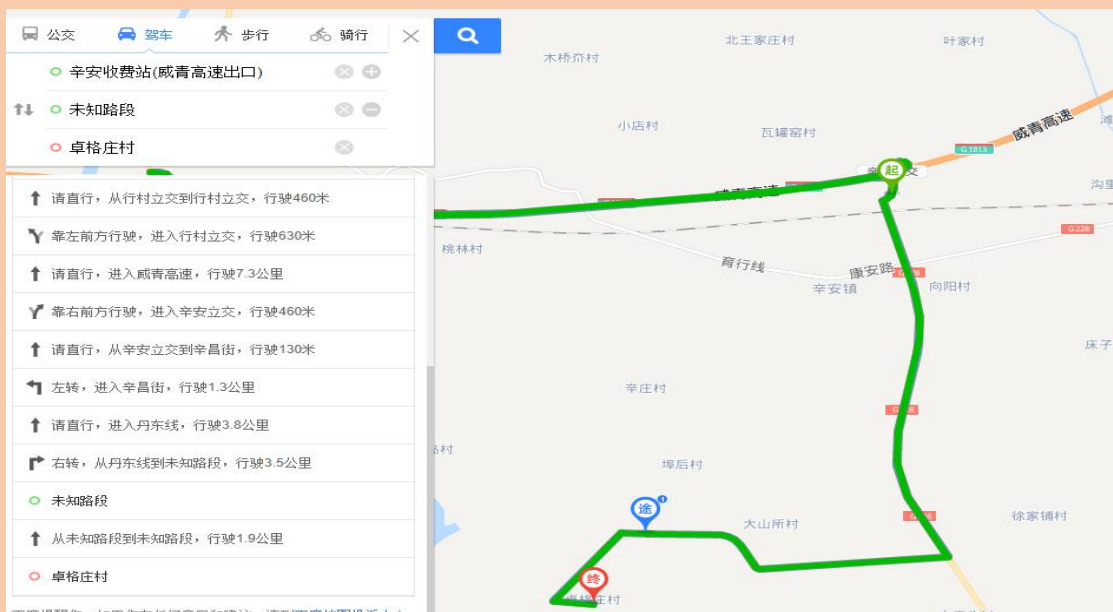 公交 驾车 步行 骑行
辛安收费站(威青高速出口)
未知路段
卓格庄村
请直行，从行村立交到行村立交，行驶460米
靠左前方行驶，进入行村立交，行驶630米
请直行，进入威青高速，行驶7.3公里
靠右前方行驶，进入辛安立交，行驶460米
请直行，从辛安立交到辛昌街，行驶130米
左转，进入辛昌街，行驶1.3公里
请直行，进入丹东线，行驶3.8公里
右转，从丹东线到未知路段，行驶3.5公里
未知路段
从未知路段到未知路段，行驶1.9公里
卓格庄村
北王家庄村
叶家村
木桥夼村
小店村
瓦罐窑村
威青高速
G1813
起
威青高速
沟里
桃林村
G228
育行线
康安路
辛安镇
向阳村
床子
辛庄村
埠后村
途
1
大山所村
徐家铺村
终